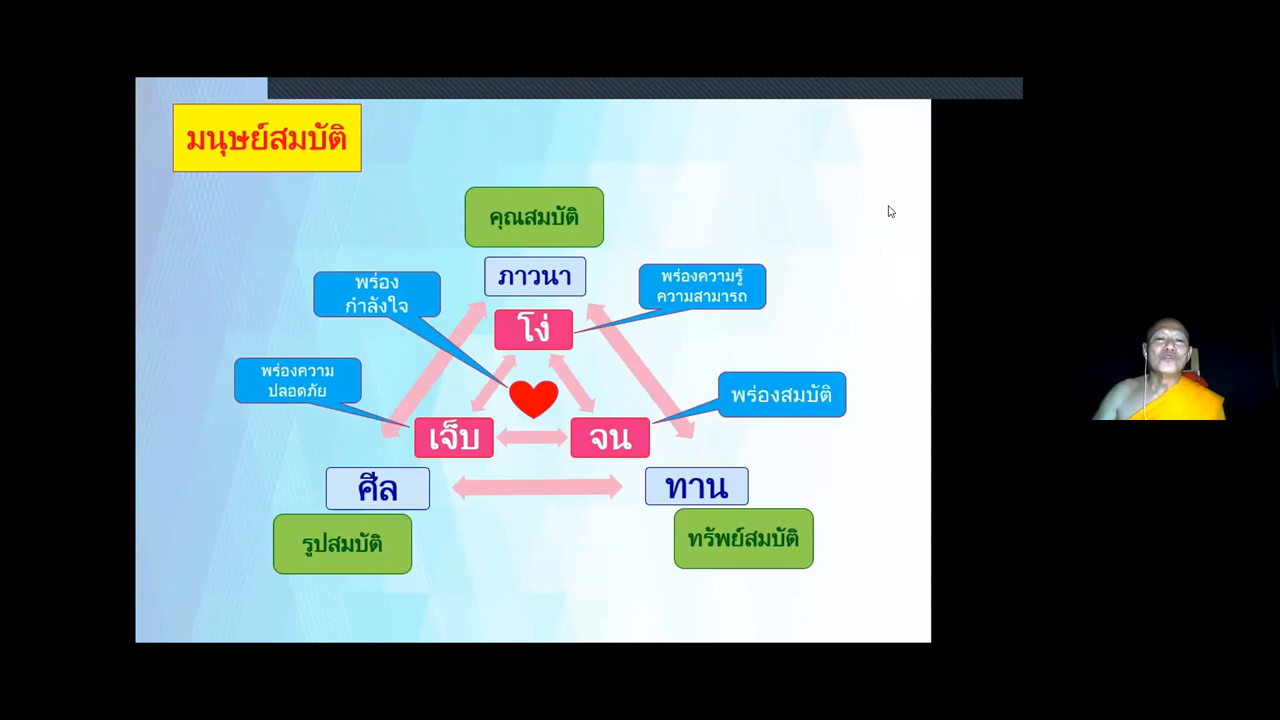 มนุษย์สมบัติ
คุณสมบัติ
ภาวนา
พร่อง
กำลังใจ
พร่องความรู้
ความสามารถ
โง่
พร่องความ
ปลอดภัย
พร่องสมบัติ
เจ็บ
จน
ศีล
ทาน
รูปสมบัติ
ทรัพย์สมบัติ